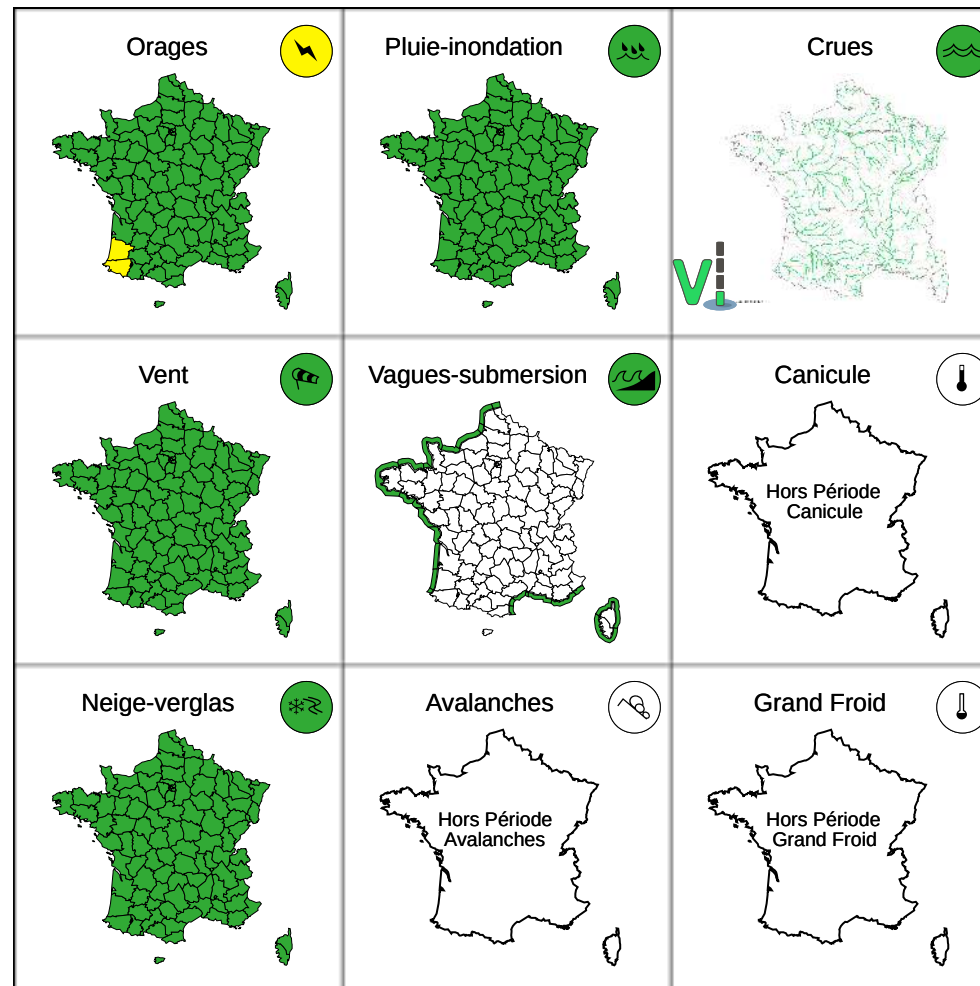 Orages
Pluie-inondation
Crues
Vi
Vent
Vagues-submersion
Canicule
Hors Période
Canicule
Neige-verglas
Avalanches
Grand Froid
Hors Période
Avalanches
Hors Période
Grand Froid